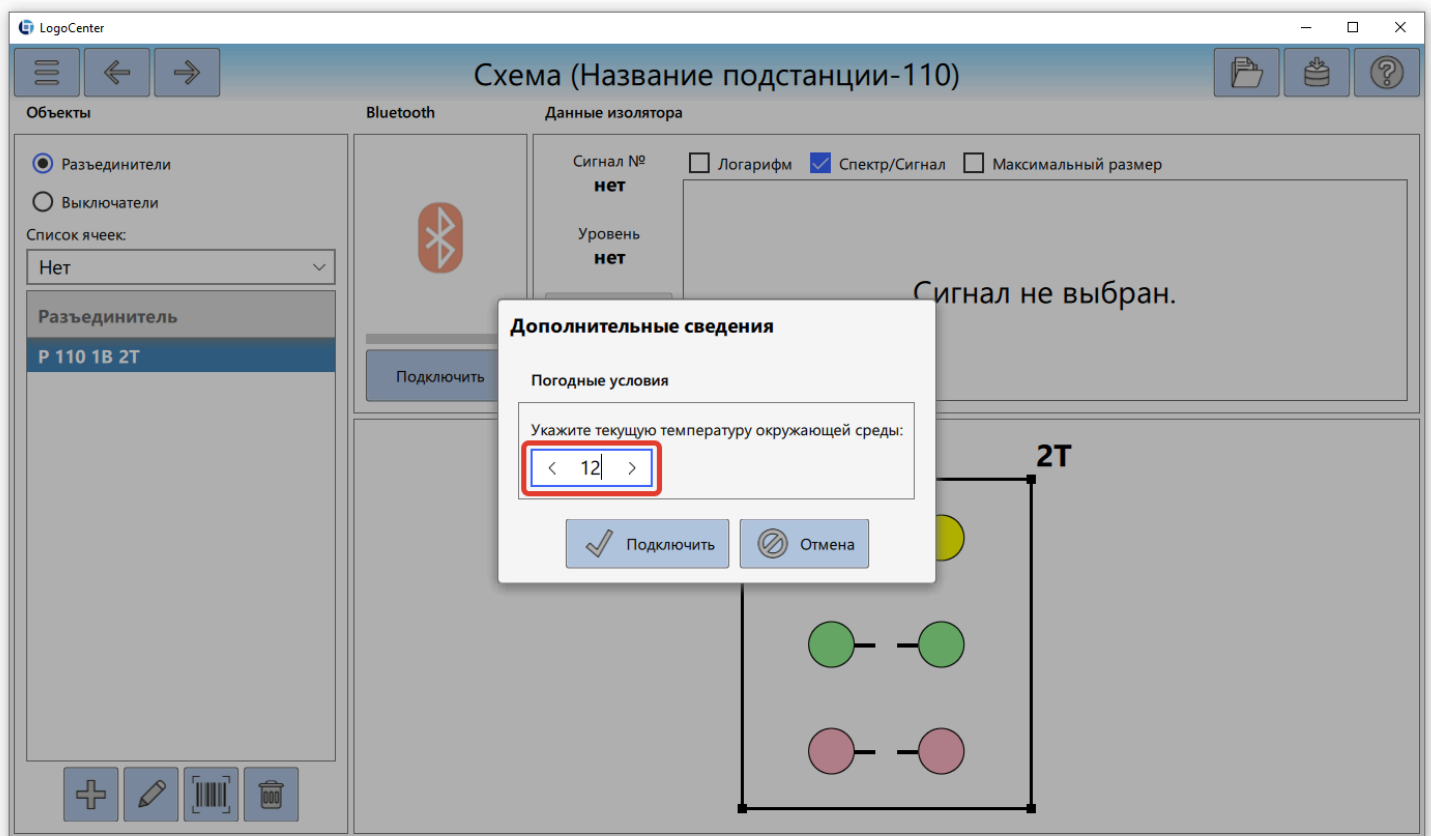 LogoCenter
Схема (Название подстанции-110)
Объекты
Bluetooth
Данные изолятора
Разъединители
Выключатели
Список ячеек:
Нет
Разъединитель
Р 110 1В 2Т
Подключить
Сигнал №
нет
Уровень
нет
Логарифм
Спектр/Сигнал
Максимальный размер
Сигнал не выбран.
Дополнительные сведения
Погодные условия
Укажите текущую температуру окружающей среды:
12
Подключить
Отмена
2Т